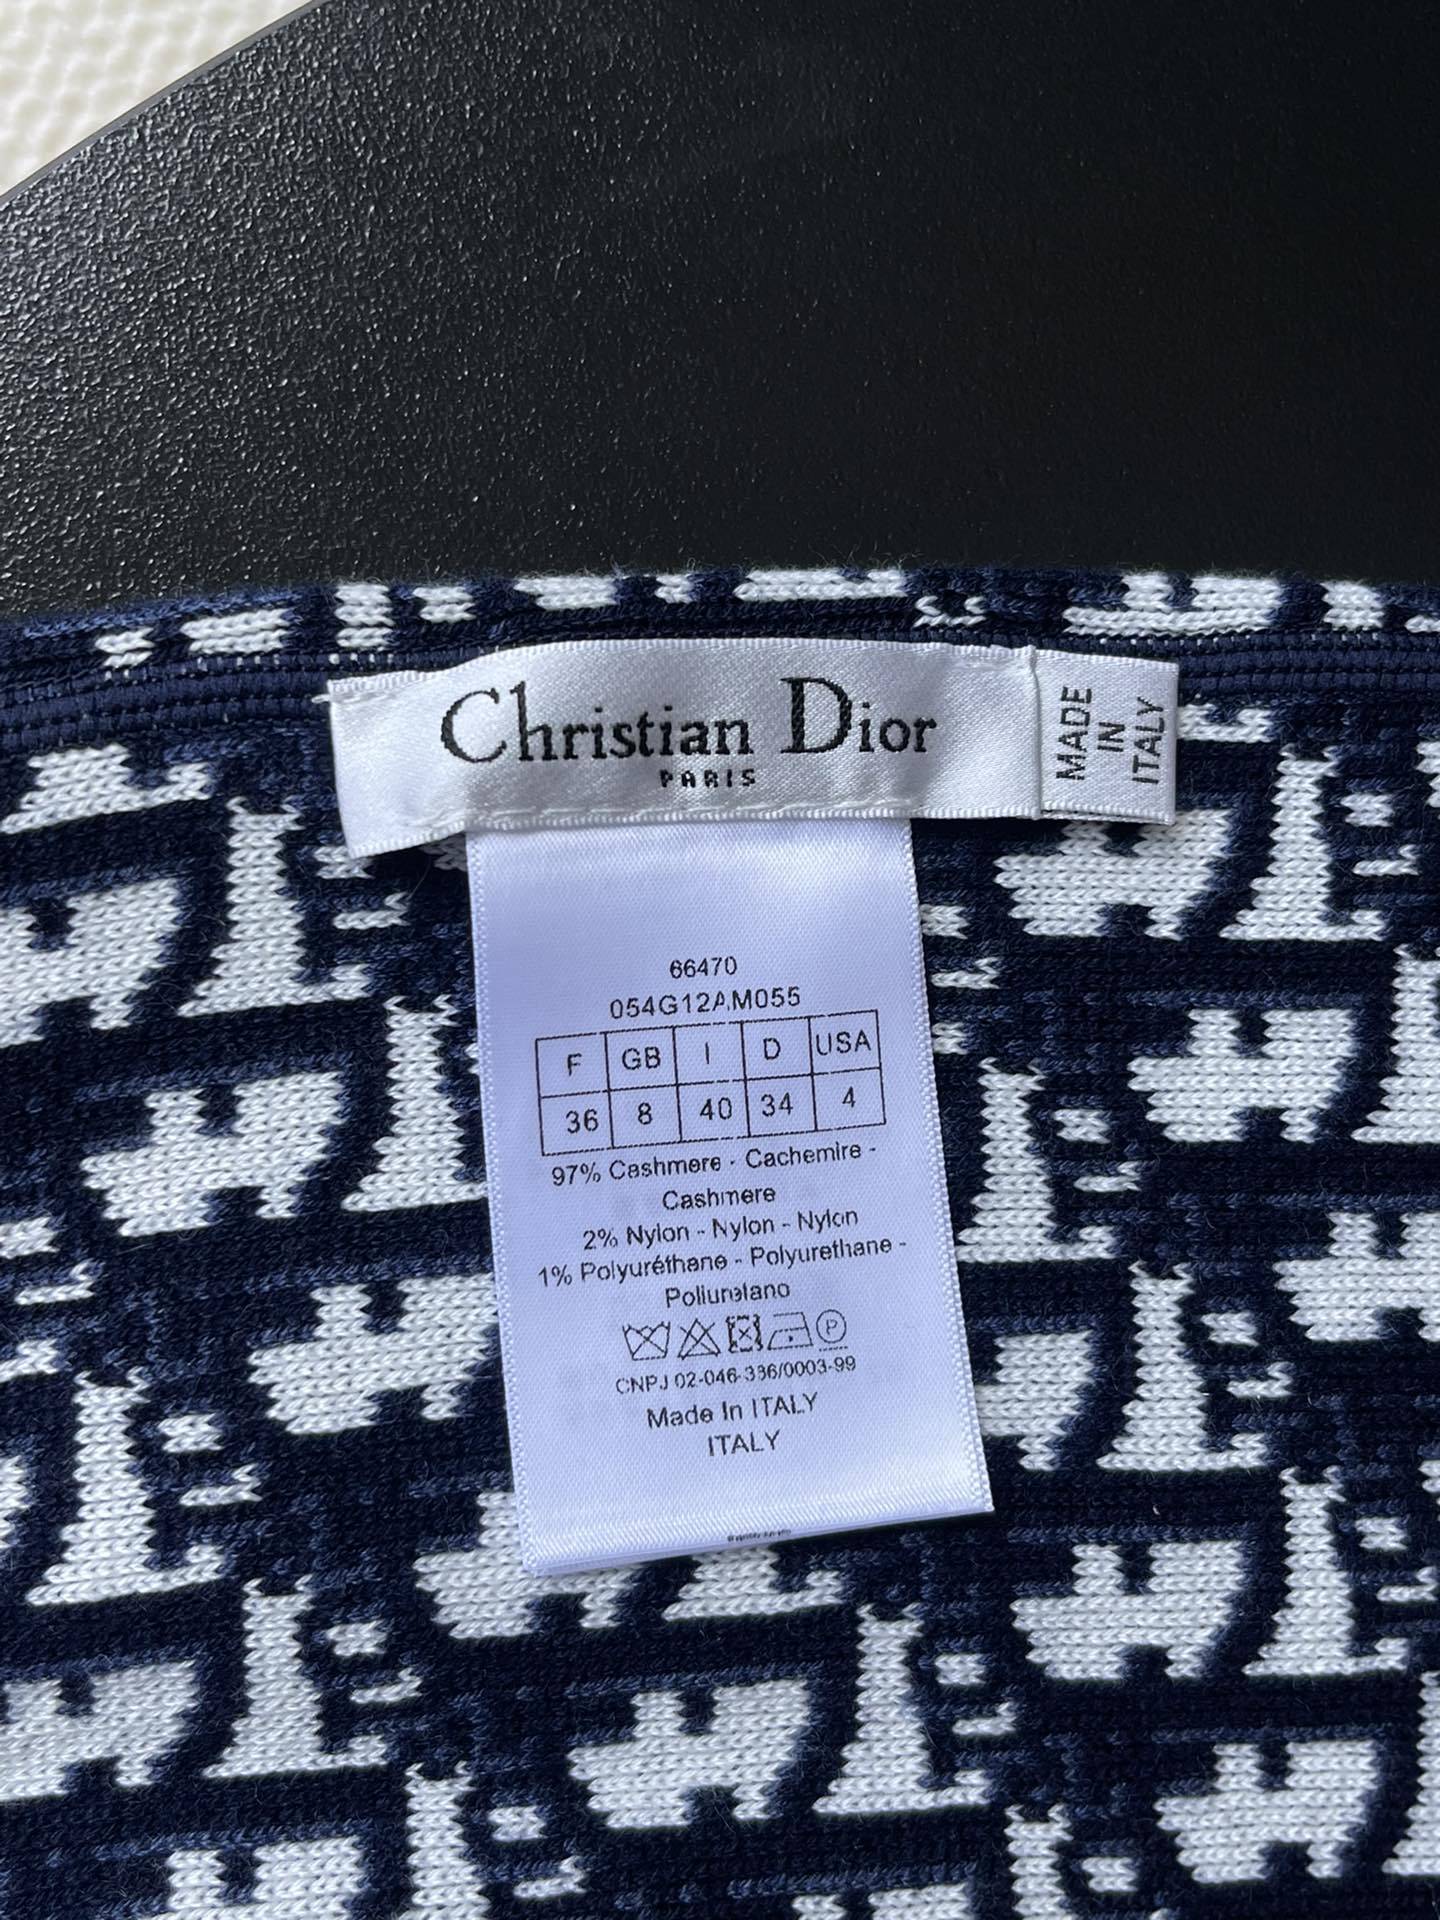 Christian Dior
PARIS
MADE
IN
ITALY
66470
054G12AM055
F GB I D USA
36 8 40 34 4
97% Cashmere - Cachemire -
Cashmere
2% Nylon - Nylon - Nylon
1% Polyuréthane - Polyurethane -
Poliuretano
P
CNPJ 02-046-336/0003-99
Made In ITALY
ITALY